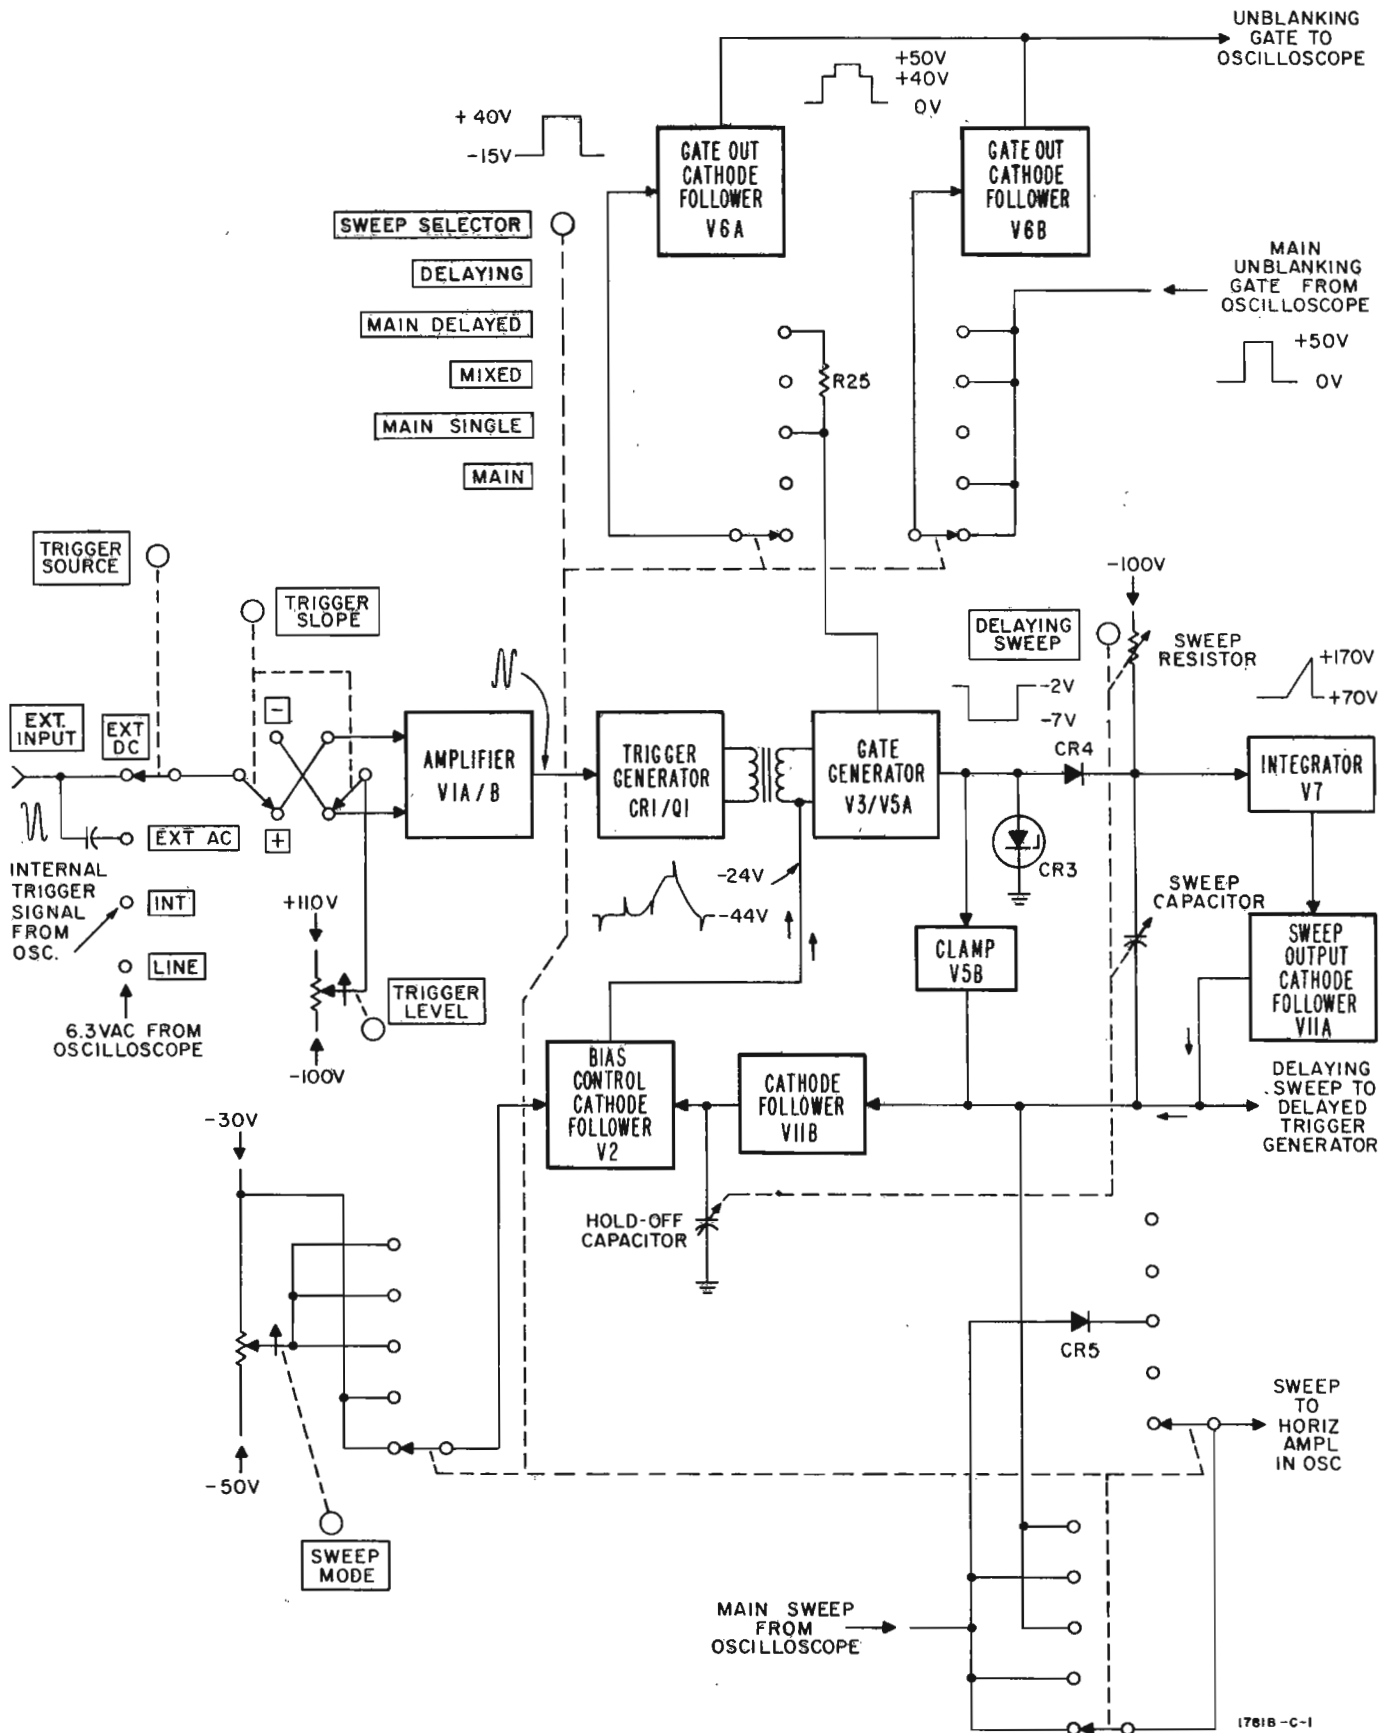 UNBLANKING
GATE TO
OSCILLOSCOPE
+50V
+40V
0V
+40V
-15V
GATE OUT
CATHODE
FOLLOWER
V6A
GATE OUT
CATHODE
FOLLOWER
V6B
SWEEP SELECTOR
DELAYING
MAIN DELAYED
MIXED
MAIN SINGLE
MAIN
MAIN
UNBLANKING
GATE FROM
OSCILLOSCOPE
+50V
0V
R25
TRIGGER
SOURCE
TRIGGER
SLOPE
-100V
DELAYING
SWEEP
SWEEP
RESISTOR
+170V
+70V
-2V
-7V
EXT.
INPUT
EXT
DC
-
+
AMPLIFIER
V1A/B
TRIGGER
GENERATOR
CR1/Q1
GATE
GENERATOR
V3/V5A
CR4
INTEGRATOR
V7
EXT AC
INTERNAL
TRIGGER
SIGNAL
FROM
OSC.
INT
LINE
6.3VAC FROM
OSCILLOSCOPE
+110V
-100V
TRIGGER
LEVEL
-24V
-44V
CR3
CLAMP
V5B
SWEEP
CAPACITOR
SWEEP
OUTPUT
CATHODE
FOLLOWER
V11A
BIAS
CONTROL
CATHODE
FOLLOWER
V2
CATHODE
FOLLOWER
V11B
DELAYING
SWEEP TO
DELAYED
TRIGGER
GENERATOR
-30V
-50V
HOLD-OFF
CAPACITOR
CR5
SWEEP
TO
HORIZ
AMPL
IN OSC
SWEEP
MODE
MAIN SWEEP
FROM
OSCILLOSCOPE
1781B-C-1